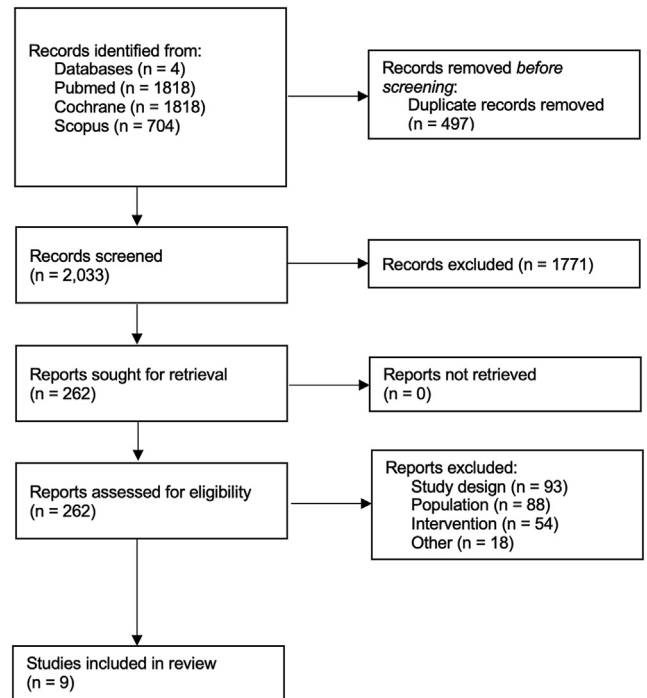 Records identified from:
Databases (n = 4)
Pubmed (n = 1818)
Cochrane (n = 1818)
Scopus (n = 704)
Records removed before
screening:
Duplicate records removed
(n = 497)
Records screened
(n = 2,033)
Records excluded (n = 1771)
Reports sought for retrieval
(n = 262)
Reports not retrieved
(n = 0)
Reports assessed for eligibility
(n = 262)
Reports excluded:
Study design (n = 93)
Population (n = 88)
Intervention (n = 54)
Other (n = 18)
Studies included in review
(n = 9)